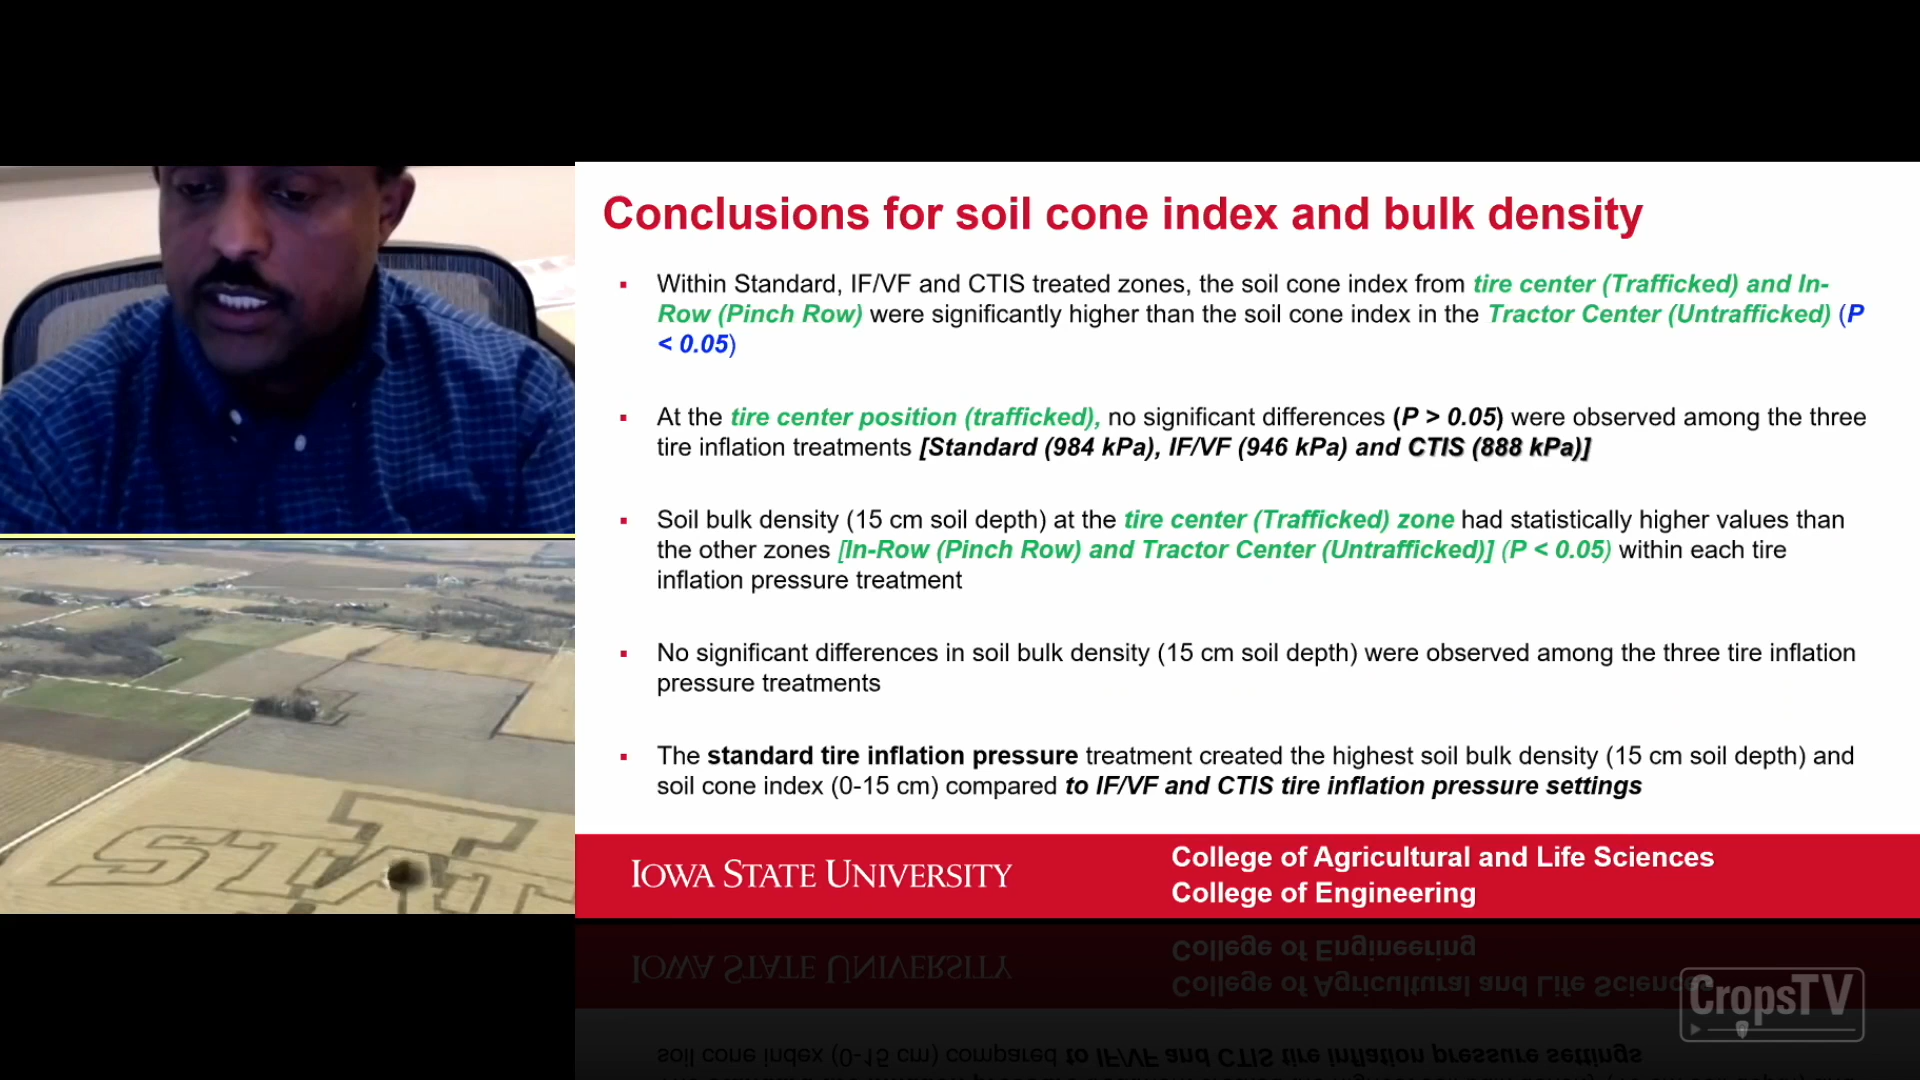 Conclusions for soil cone index and bulk density
Within Standard, IF/VF and CTIS treated zones, the soil cone index from tire center (Trafficked) and In-
Row (Pinch Row) were significantly higher than the soil cone index in the Tractor Center (Untrafficked) (P
< 0.05)
At the tire center position (trafficked), no significant differences (P > 0.05) were observed among the three
tire inflation treatments [Standard (984 kPa), IF/VF (946 kPa) and CTIS (888 kPa)]
Soil bulk density (15 cm soil depth) at the tire center (Trafficked) zone had statistically higher values than
the other zones [In-Row (Pinch Row) and Tractor Center (Untrafficked)] (P < 0.05) within each tire
inflation pressure treatment
No significant differences in soil bulk density (15 cm soil depth) were observed among the three tire inflation
pressure treatments
The standard tire inflation pressure treatment created the highest soil bulk density (15 cm soil depth) and
soil cone index (0-15 cm) compared to IF/VF and CTIS tire inflation pressure settings
IOWA STATE UNIVERSITY
College of Agricultural and Life Sciences
College of Engineering
STATE
CropsTV